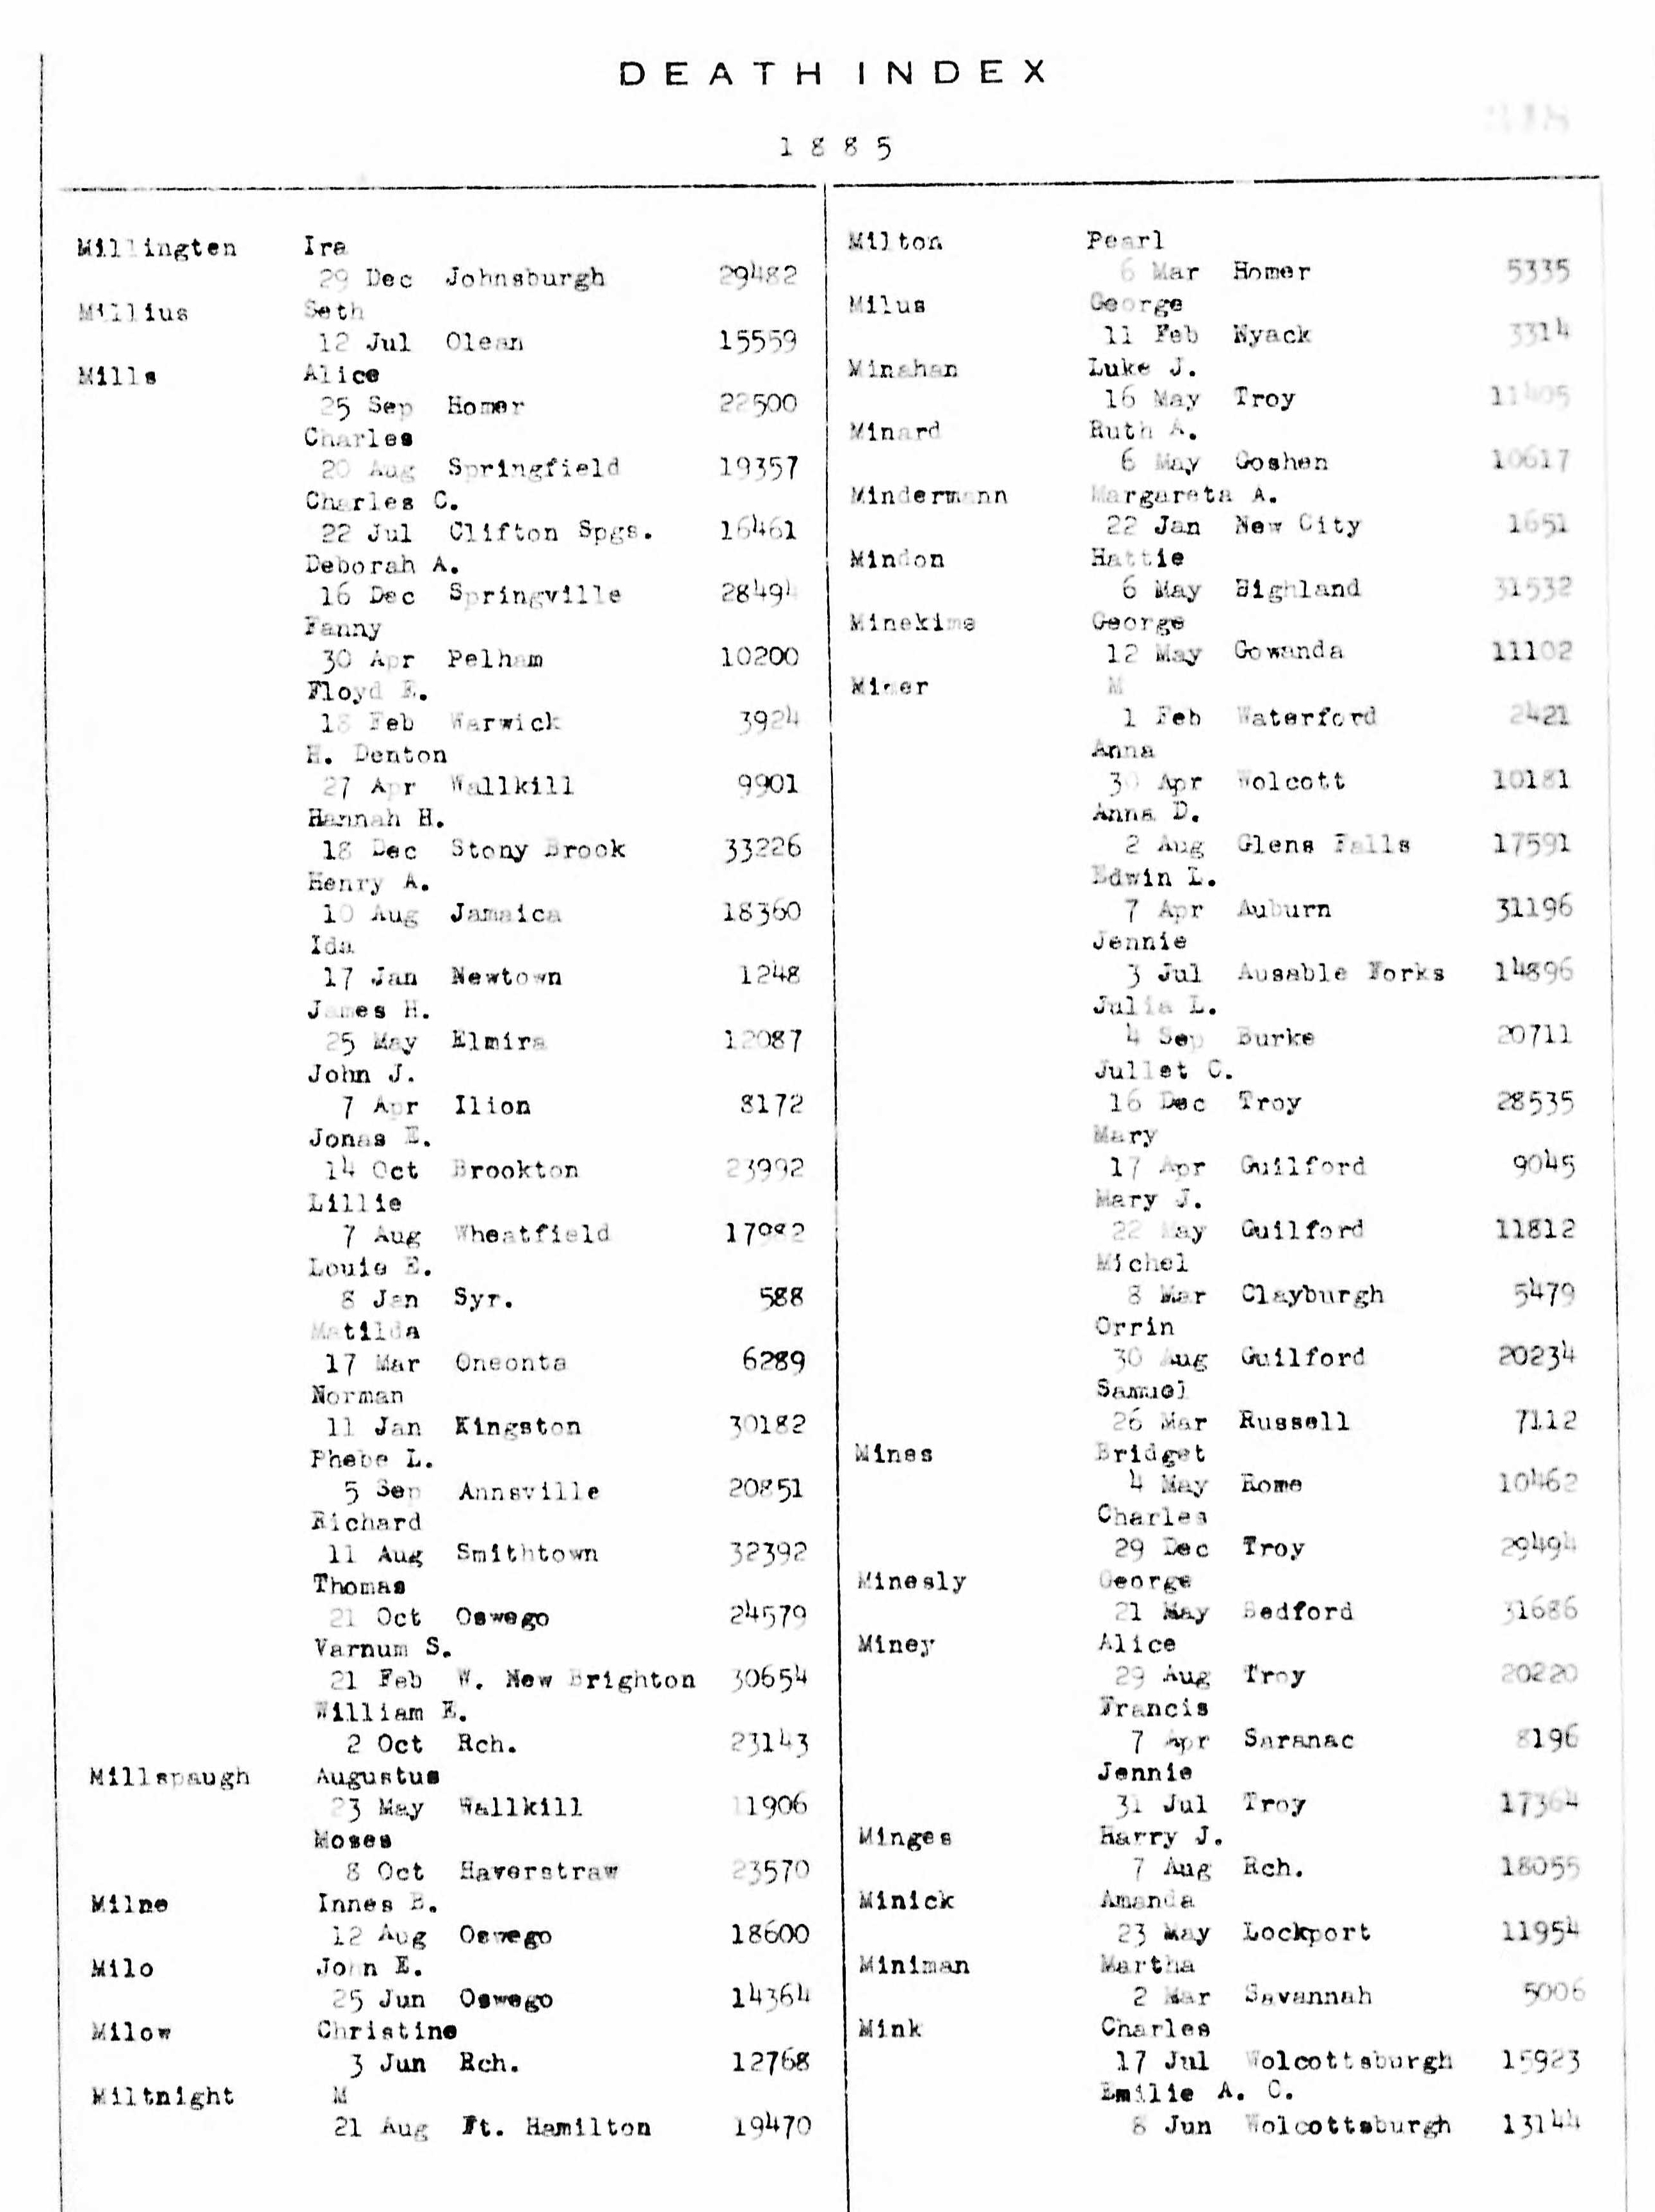 DEATH INDEX
1885
Millington Ira
29 Dec Johnsburgh 29482
Millius Seth
12 Jul Olean 15559
Mills Alice
25 Sep Homer 22500
Charles
20 Aug Springfield 19357
Charles C.
22 Jul Clifton Spgs. 16461
Deborah A.
16 Dec Springville 28494
Fanny
30 Apr Pelham 10200
Floyd E.
18 Feb Warwick 3924
H. Denton
27 Apr Wallkill 9901
Hannah H.
18 Dec Stony Brook 33226
Henry A.
10 Aug Jamaica 18360
Ida
17 Jan Newtown 1248
James H.
25 May Elmira 12087
John J.
7 Apr Ilion 8172
Jonas E.
14 Oct Brookton 23992
Lillie
7 Aug Wheatfield 17982
Louie E.
8 Jan Syr. 588
Matilda
17 Mar Oneonta 6289
Norman
11 Jan Kingston 30182
Phebe L.
5 Sep Annsville 20851
Richard
11 Aug Smithtown 32392
Thomas
21 Oct Oswego 24579
Varnum S.
21 Feb W. New Brighton 30654
William E.
2 Oct Rch. 23143
Millspaugh Augustus
23 May Wallkill 11906
Moses
8 Oct Haverstraw 23570
Milne Innes B.
12 Aug Oswego 18600
Milo John E.
25 Jun Oswego 14364
Milow Christine
3 Jun Rch. 12768
Miltnight M
21 Aug Ft. Hamilton 19470
Milton Pearl
6 Mar Homer 5335
Milus George
11 Feb Nyack 3314
Minahan Luke J.
16 May Troy 11405
Minard Ruth A.
6 May Goshen 10617
Mindermann Margareta A.
22 Jan New City 1651
Mindon Hattie
6 May Highland 31532
Minekime George
12 May Gowanda 11102
Miner M
1 Feb Waterford 2421
Anna
30 Apr Wolcott 10181
Anna D.
2 Aug Glens Falls 17591
Edwin L.
7 Apr Auburn 31196
Jennie
3 Jul Ausable Forks 14896
Julia L.
4 Sep Burke 20711
Jullet C.
16 Dec Troy 28535
Mary
17 Apr Guilford 9045
Mary J.
22 May Guilford 11812
Michel
8 Mar Clayburgh 5479
Orrin
30 Aug Guilford 20234
Samuel
26 Mar Russell 7112
Mines Bridget
4 May Rome 10462
Charles
29 Dec Troy 29494
Minesly George
21 May Bedford 31686
Miney Alice
29 Aug Troy 20220
Francis
7 Apr Saranac 8196
Jennie
31 Jul Troy 17364
Minges Harry J.
7 Aug Rch. 18055
Minick Amanda
23 May Lockport 11954
Miniman Martha
2 Mar Savannah 5006
Mink Charles
17 Jul Wolcottsburgh 15923
Emilie A. C.
8 Jun Wolcottsburgh 13144